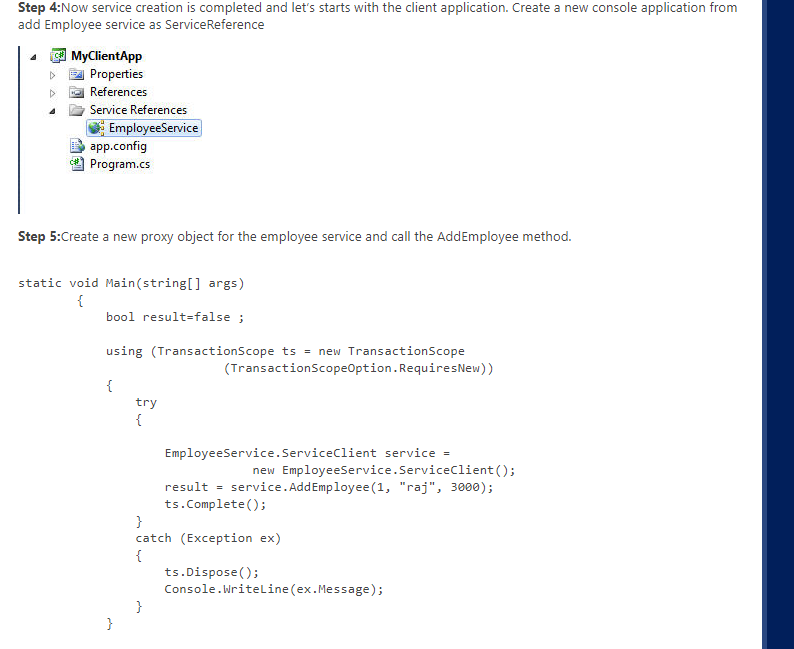 Step 4:Now service creation is completed and let's starts with the client application. Create a new console application from
add Employee service as ServiceReference
MyClientApp
Properties
References
Service References
EmployeeService
app.config
Program.cs
Step 5:Create a new proxy object for the employee service and call the AddEmployee method.
static void Main(string[] args)
{
bool result=false ;
using (TransactionScope ts = new TransactionScope
(TransactionScopeOption.RequiresNew))
{
try
{
EmployeeService.ServiceClient service =
new EmployeeService.ServiceClient();
result = service.AddEmployee(1, "raj", 3000);
ts.Complete();
}
catch (Exception ex)
{
ts.Dispose();
Console.WriteLine(ex.Message);
}
}